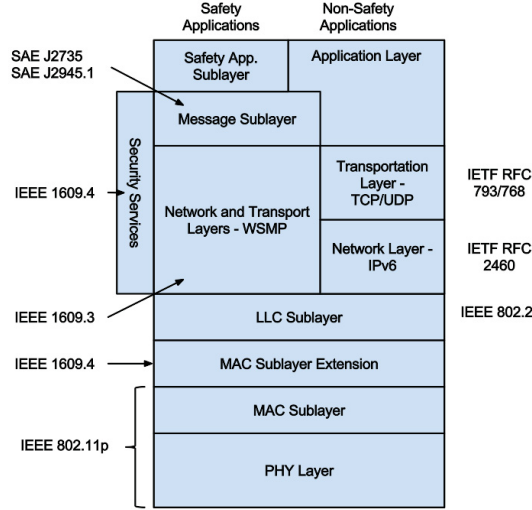 Safety
Applications
Non-Safety
Applications
SAE J2735
SAE J2945.1
Safety App.
Sublayer
Application Layer
Message Sublayer
Security Services
IEEE 1609.4
Network and Transport
Layers - WSMP
Transportation
Layer -
TCP/UDP
IETF RFC
793/768
Network Layer -
IPv6
IETF RFC
2460
IEEE 1609.3
LLC Sublayer
IEEE 802.2
IEEE 1609.4
MAC Sublayer Extension
MAC Sublayer
IEEE 802.11p
PHY Layer